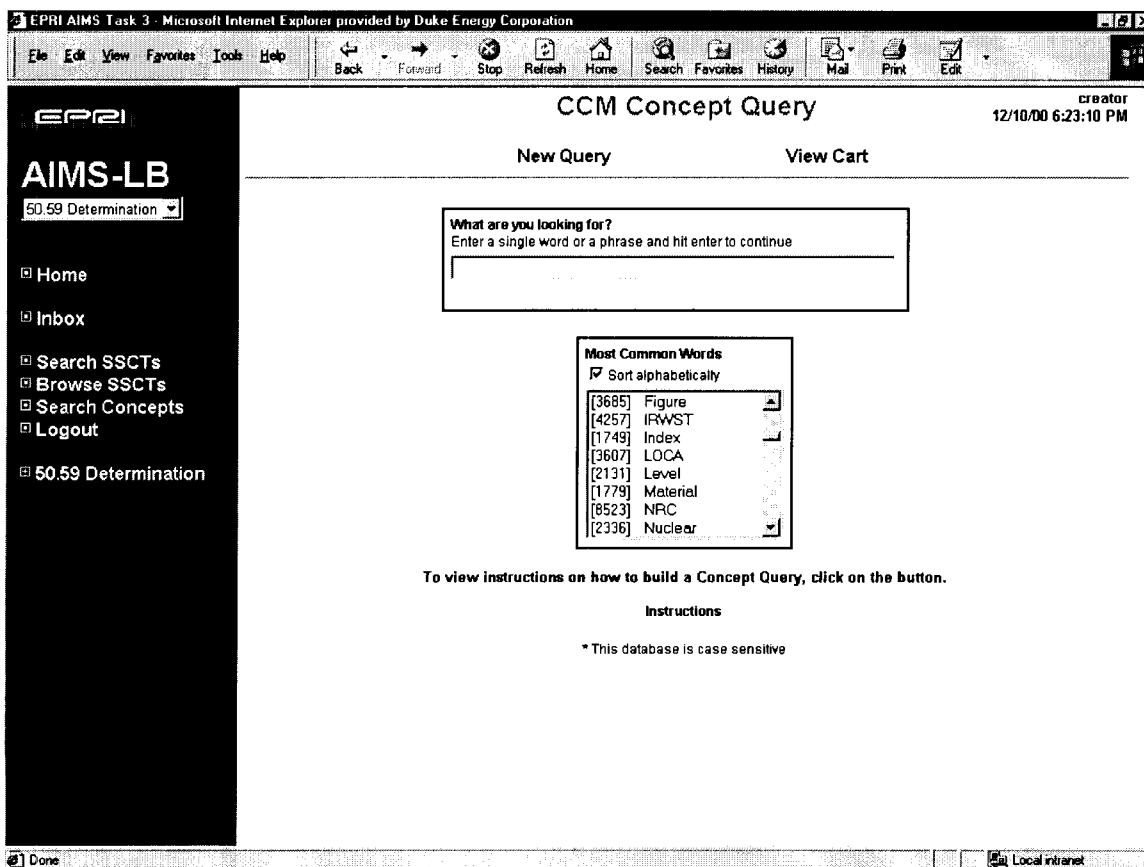 EPRI AIMS Task 3 - Microsoft Internet Explorer provided by Duke Energy Corporation
File Edit View Favorites Tools Help
Back Forward Stop Refresh Home Search Favorites History Mail Print Edit
EPRI
CCM Concept Query
creator
12/10/00 6:23:10 PM
New Query View Cart
AIMS-LB
50.59 Determination
What are you looking for?
Enter a single word or a phrase and hit enter to continue
Home
Inbox
Search SSCTs
Browse SSCTs
Search Concepts
Logout
50.59 Determination
Most Common Words
Sort alphabetically
[3685] Figure
[4257] IRWST
[1749] Index
[3607] LOCA
[2131] Level
[1779] Material
[8523] NRC
[2336] Nuclear
To view instructions on how to build a Concept Query, click on the button.
Instructions
* This database is case sensitive
Done
Local intranet